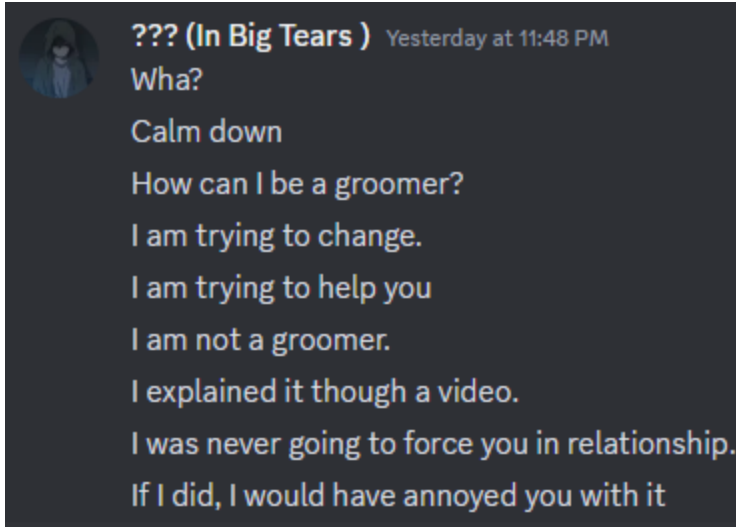 ??? (In Big Tears ) Yesterday at 11:48 PM
Wha?
Calm down
How can I be a groomer?
I am trying to change.
I am trying to help you
I am not a groomer.
I explained it though a video.
I was never going to force you in relationship.
If I did, I would have annoyed you with it